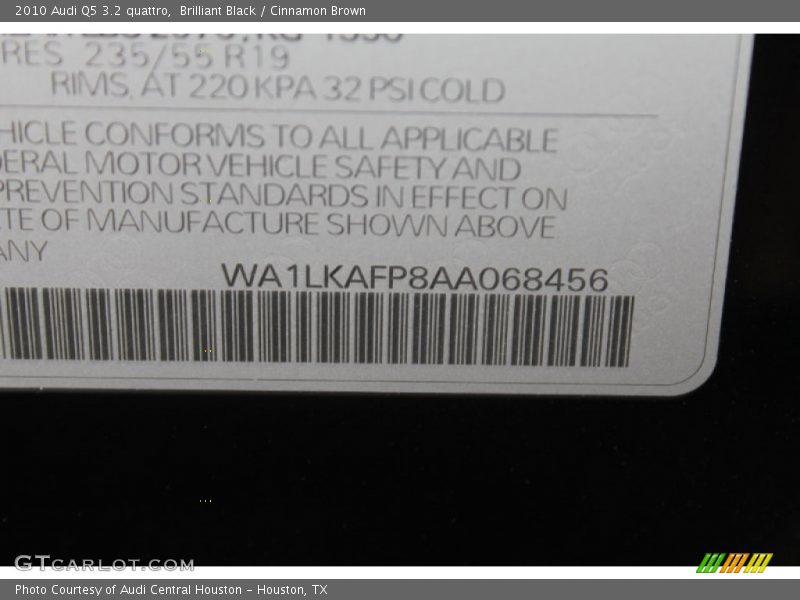 2010 Audi Q5 3.2 quattro,  Brilliant Black / Cinnamon Brown
RES 235/55 R19
RIMS, AT 220 KPA 32 PSI COLD
HICLE CONFORMS TO ALL APPLICABLE
ERAL MOTOR VEHICLE SAFETY AND
PREVENTION STANDARDS IN EFFECT ON
TE OF MANUFACTURE SHOWN ABOVE
ANY
WA1LKAFP8AA068456
GTCARLOT.COM
Photo Courtesy of Audi Central Houston – Houston, TX